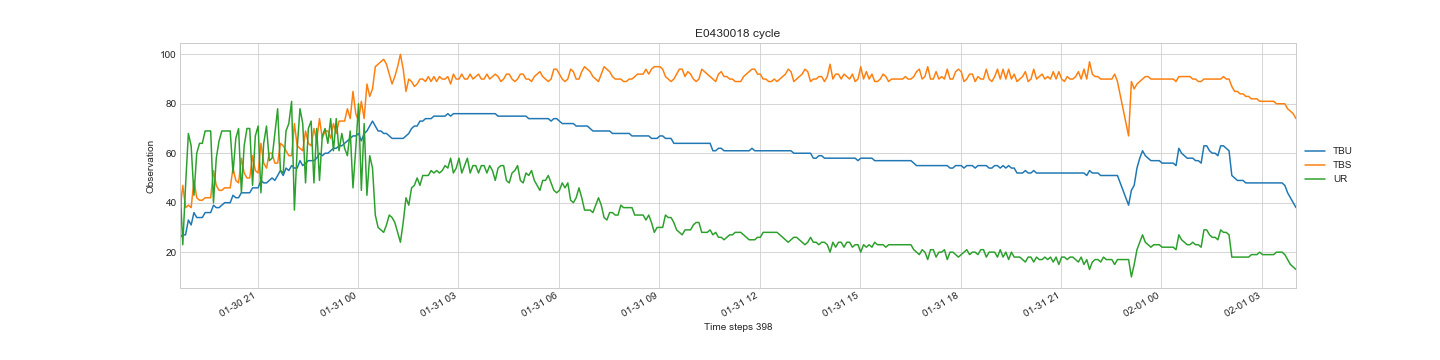 E0430018 cycle
Observation
100
80
60
40
20
01-30 21
01-31 00
01-31 03
01-31 06
01-31 09
01-31 12
01-31 15
01-31 18
01-31 21
02-01 00
02-01 03
Time steps 398
TBU
TBS
UR